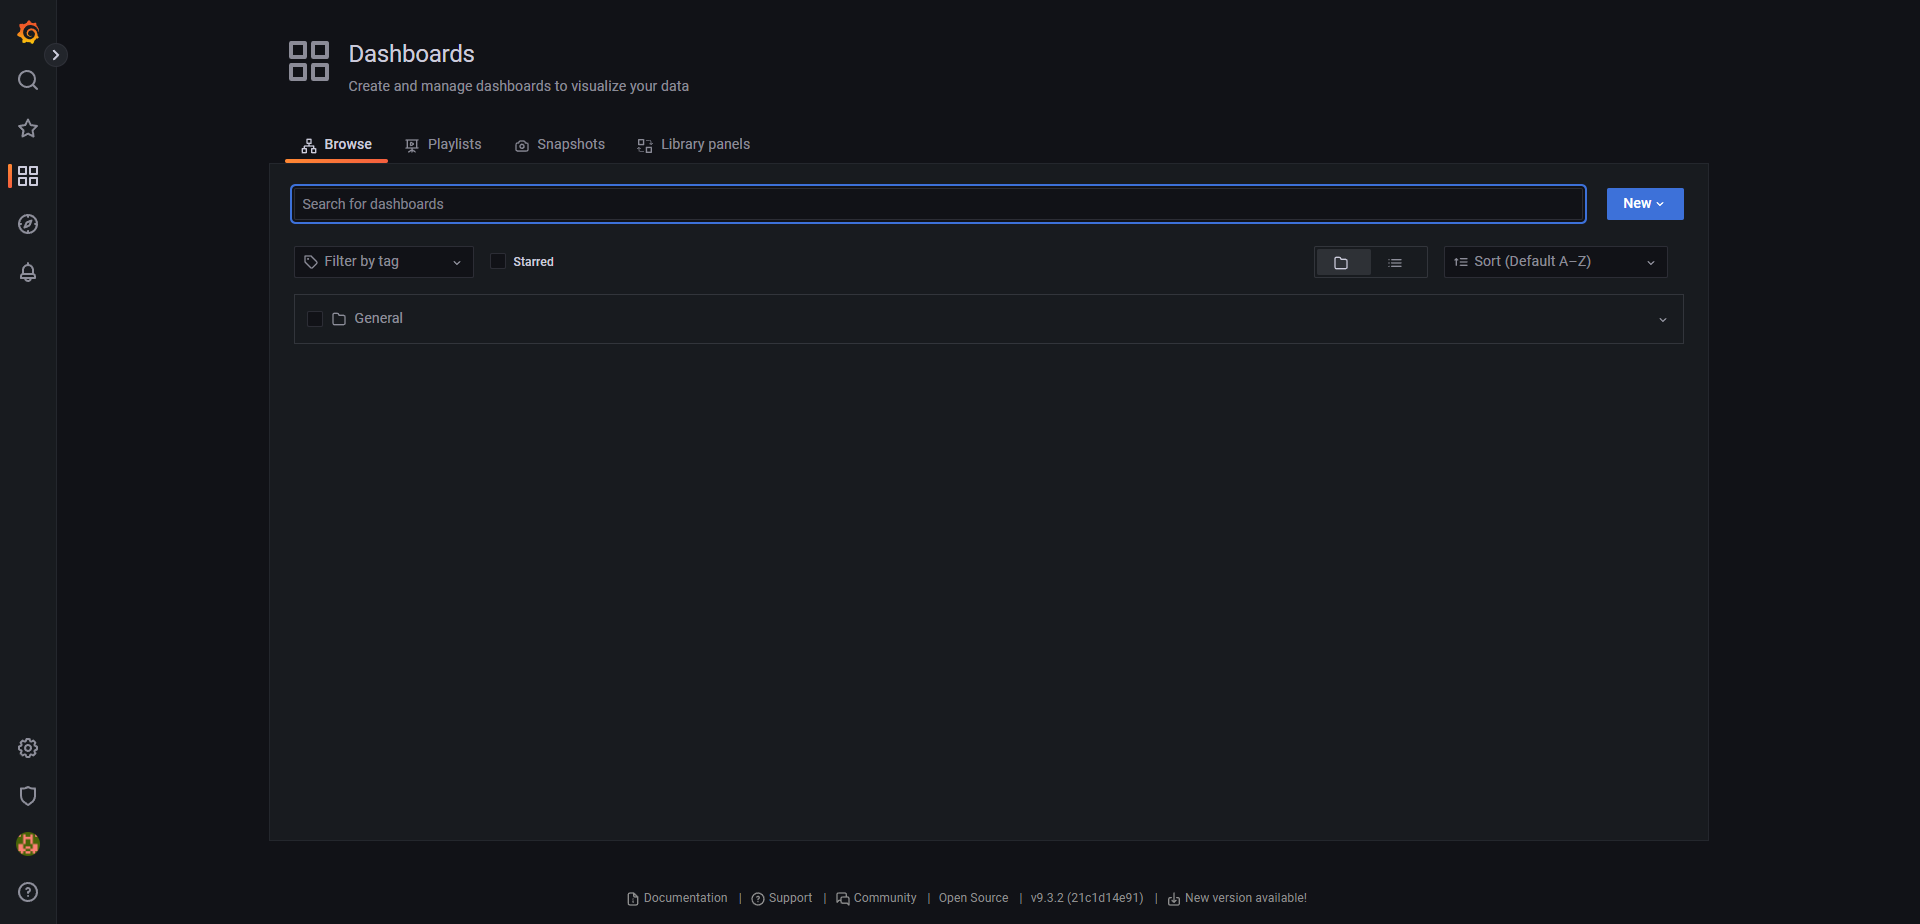 Dashboards
Create and manage dashboards to visualize your data
Browse Playlists Snapshots Library panels
Search for dashboards New
Filter by tag Starred Sort (Default A–Z)
General
Documentation | Support | Community | Open Source | v9.3.2 (21c1d14e91) | New version available!